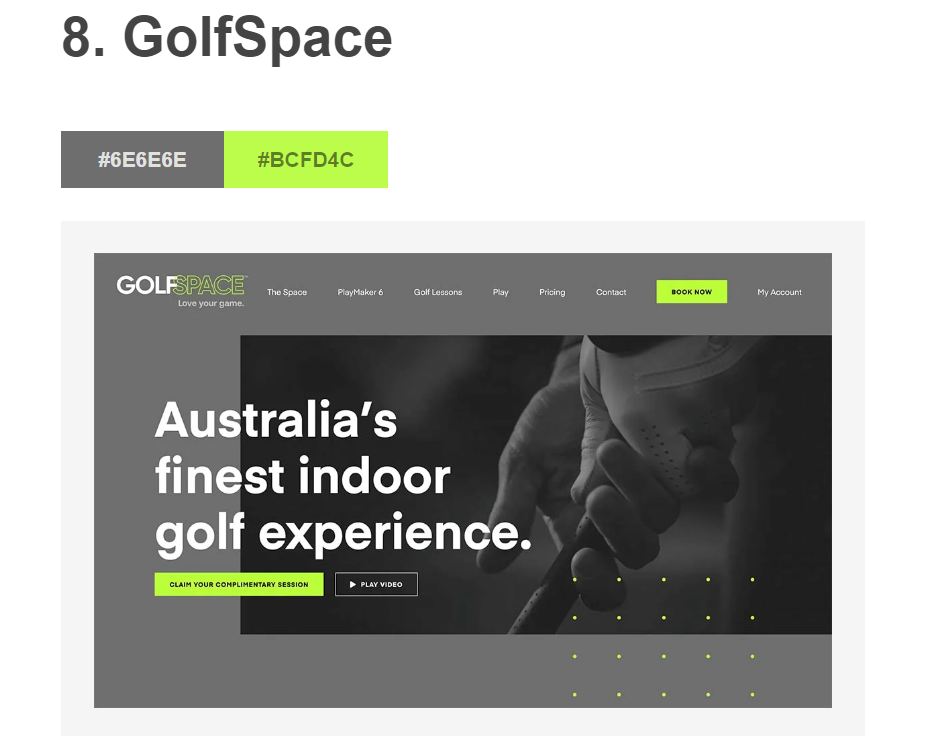 8. GolfSpace
#6E6E6E #BCFD4C
GOLFSPACE™
Love your game.
The Space PlayMaker 6 Golf Lessons Play Pricing Contact BOOK NOW My Account
Australia’s
finest indoor
golf experience.
CLAIM YOUR COMPLIMENTARY SESSION PLAY VIDEO